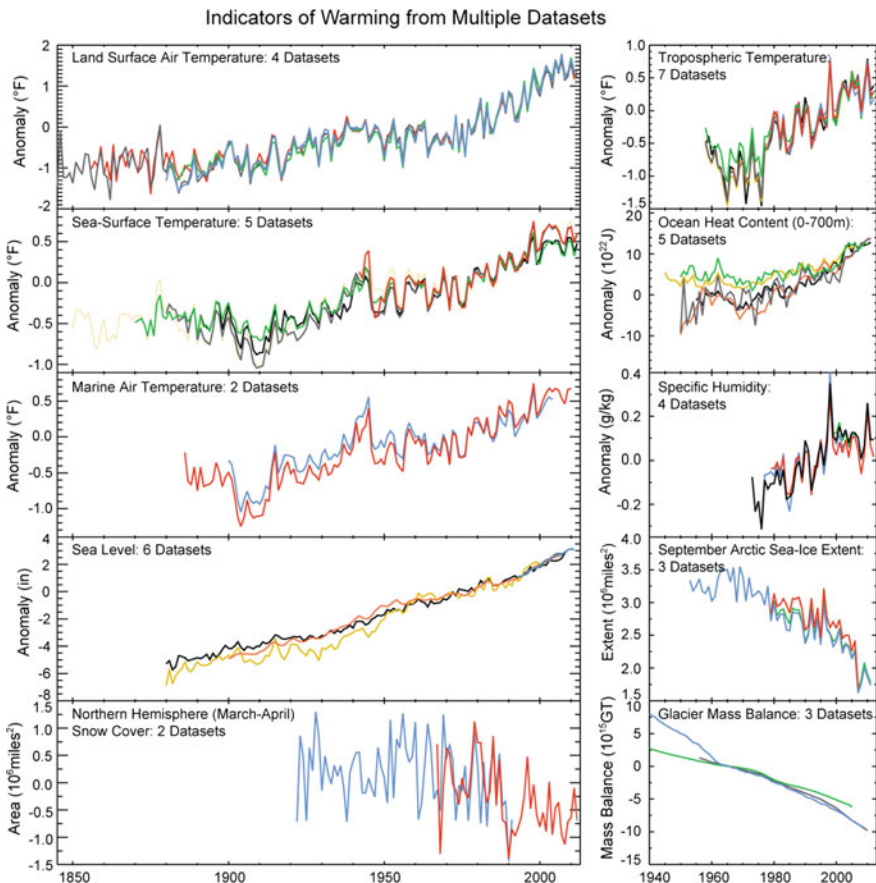 Indicators of Warming from Multiple Datasets
Land Surface Air Temperature: 4 Datasets
Anomaly (°F)
2
1
0
-1
-2
Sea-Surface Temperature: 5 Datasets
Anomaly (°F)
0.5
0.0
-0.5
-1.0
Marine Air Temperature: 2 Datasets
Anomaly (°F)
0.5
0.0
-0.5
-1.0
Sea Level: 6 Datasets
Anomaly (in)
4
2
0
-2
-4
-6
-8
Northern Hemisphere (March-April)
Snow Cover: 2 Datasets
Area (10⁶miles²)
1.5
1.0
0.5
0.0
-0.5
-1.0
-1.5
1850
1900
1950
2000
Tropospheric Temperature:
7 Datasets
Anomaly (°F)
1.0
0.5
0.0
-0.5
-1.0
-1.5
Ocean Heat Content (0-700m):
5 Datasets
Anomaly (10²²J)
20
10
0
-10
Specific Humidity:
4 Datasets
Anomaly (g/kg)
0.4
0.2
0.0
-0.2
September Arctic Sea-Ice Extent:
3 Datasets
Extent (10⁶miles²)
4.0
3.5
3.0
2.5
2.0
1.5
Glacier Mass Balance: 3 Datasets
Mass Balance (10¹⁵GT)
10
5
0
-5
-10
-15
1940
1960
1980
2000